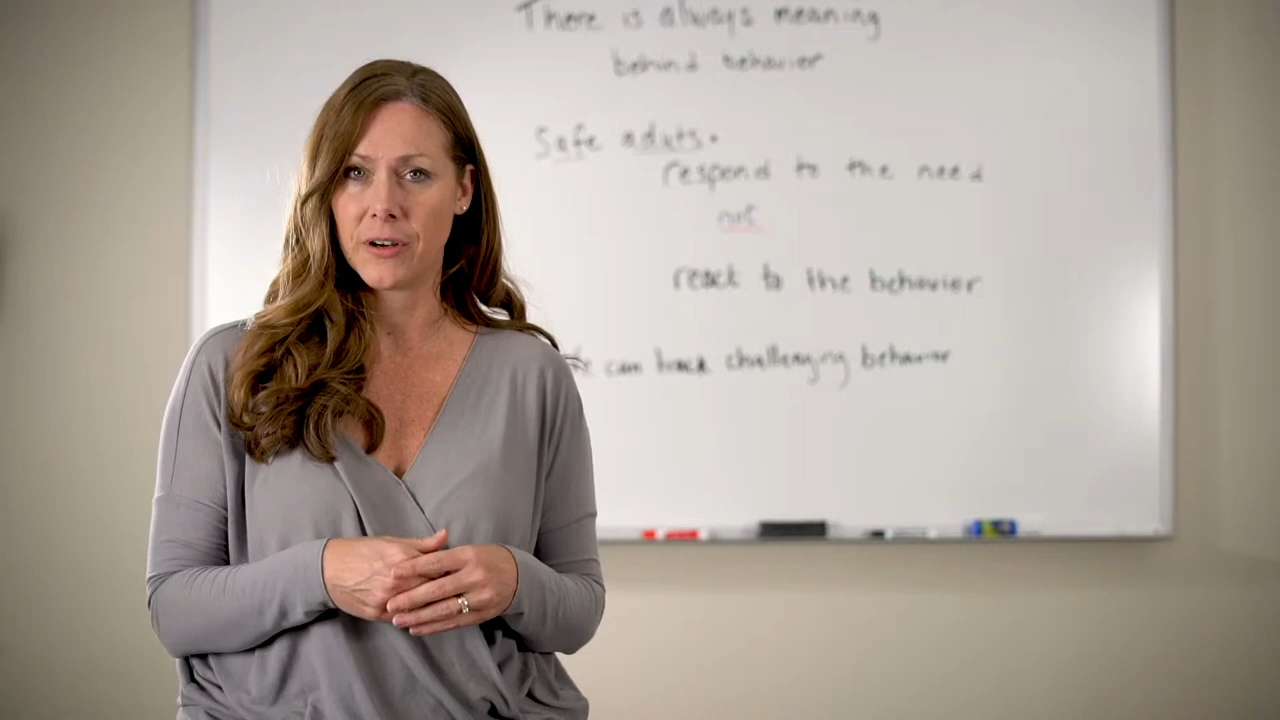 There is always meaning
behind behavior
Safe aduts.
respond to the need
not
react to the behavior
can track challenging behavior